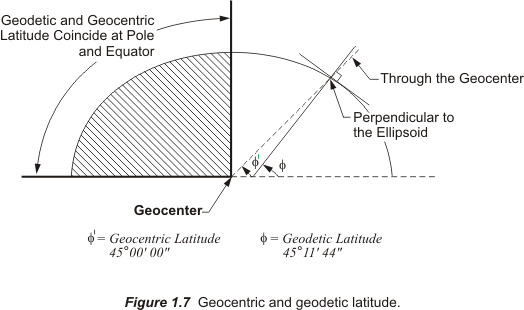 Geodetic and Geocentric
Latitude Coincide at Pole
and Equator
Through the Geocenter
Perpendicular to
the Ellipsoid
ϕ' ϕ
Geocenter
ϕ' = Geocentric Latitude
45°00' 00"
ϕ = Geodetic Latitude
45°11' 44"
Figure 1.7 Geocentric and geodetic latitude.